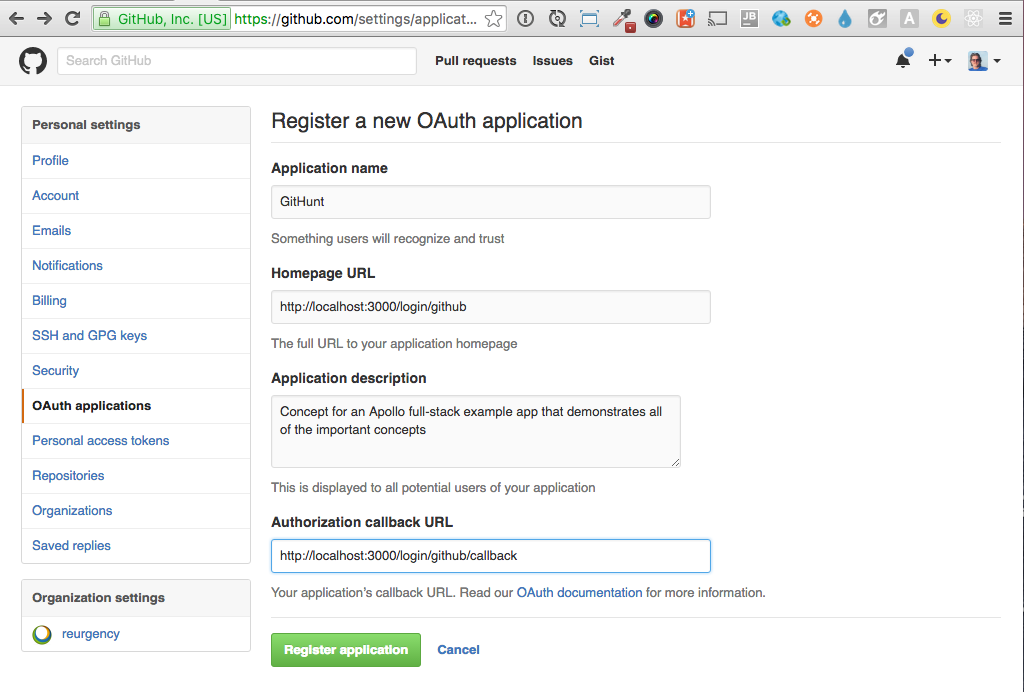 GitHub, Inc. [US] https://github.com/settings/applicat...
JB
A
Search GitHub
Pull requests
Issues
Gist
Personal settings
Profile
Account
Emails
Notifications
Billing
SSH and GPG keys
Security
OAuth applications
Personal access tokens
Repositories
Organizations
Saved replies
Organization settings
reurgency
Register a new OAuth application
Application name
GitHunt
Something users will recognize and trust
Homepage URL
http://localhost:3000/login/github
The full URL to your application homepage
Application description
Concept for an Apollo full-stack example app that demonstrates all
of the important concepts
This is displayed to all potential users of your application
Authorization callback URL
http://localhost:3000/login/github/callback
Your application's callback URL. Read our OAuth documentation for more information.
Register application
Cancel